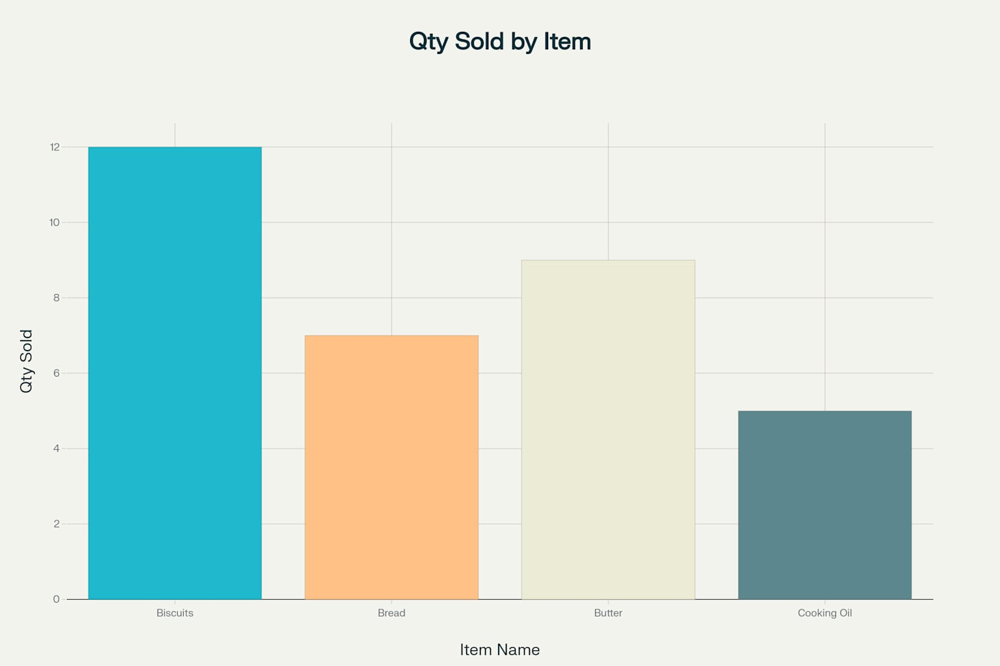 Qty Sold by Item
Qty Sold
12
10
8
6
4
2
0
Biscuits
Bread
Butter
Cooking Oil
Item Name